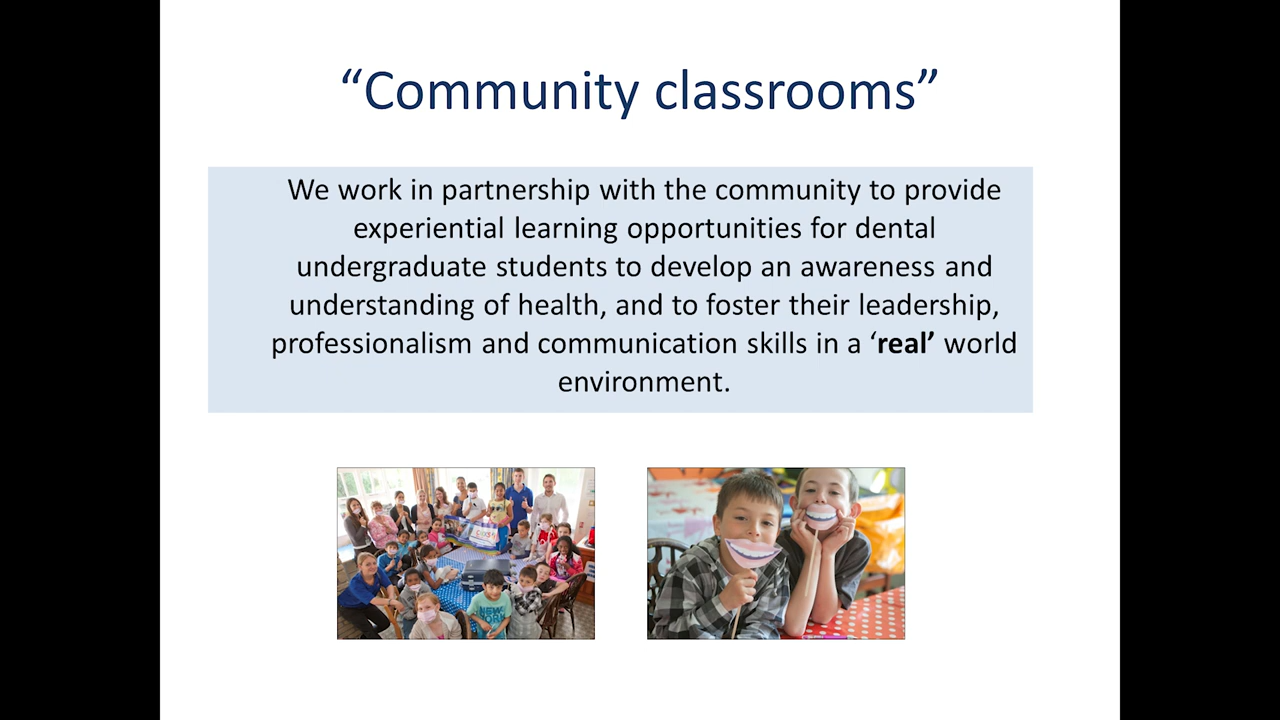 “Community classrooms”
We work in partnership with the community to provide
experiential learning opportunities for dental
undergraduate students to develop an awareness and
understanding of health, and to foster their leadership,
professionalism and communication skills in a ‘real’ world
environment.
NEW
YORK